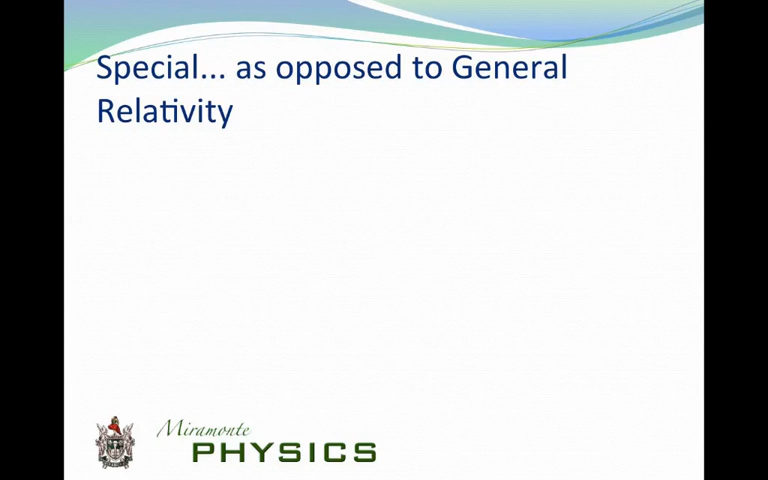 Special... as opposed to General
Relativity
Miramonte
PHYSICS